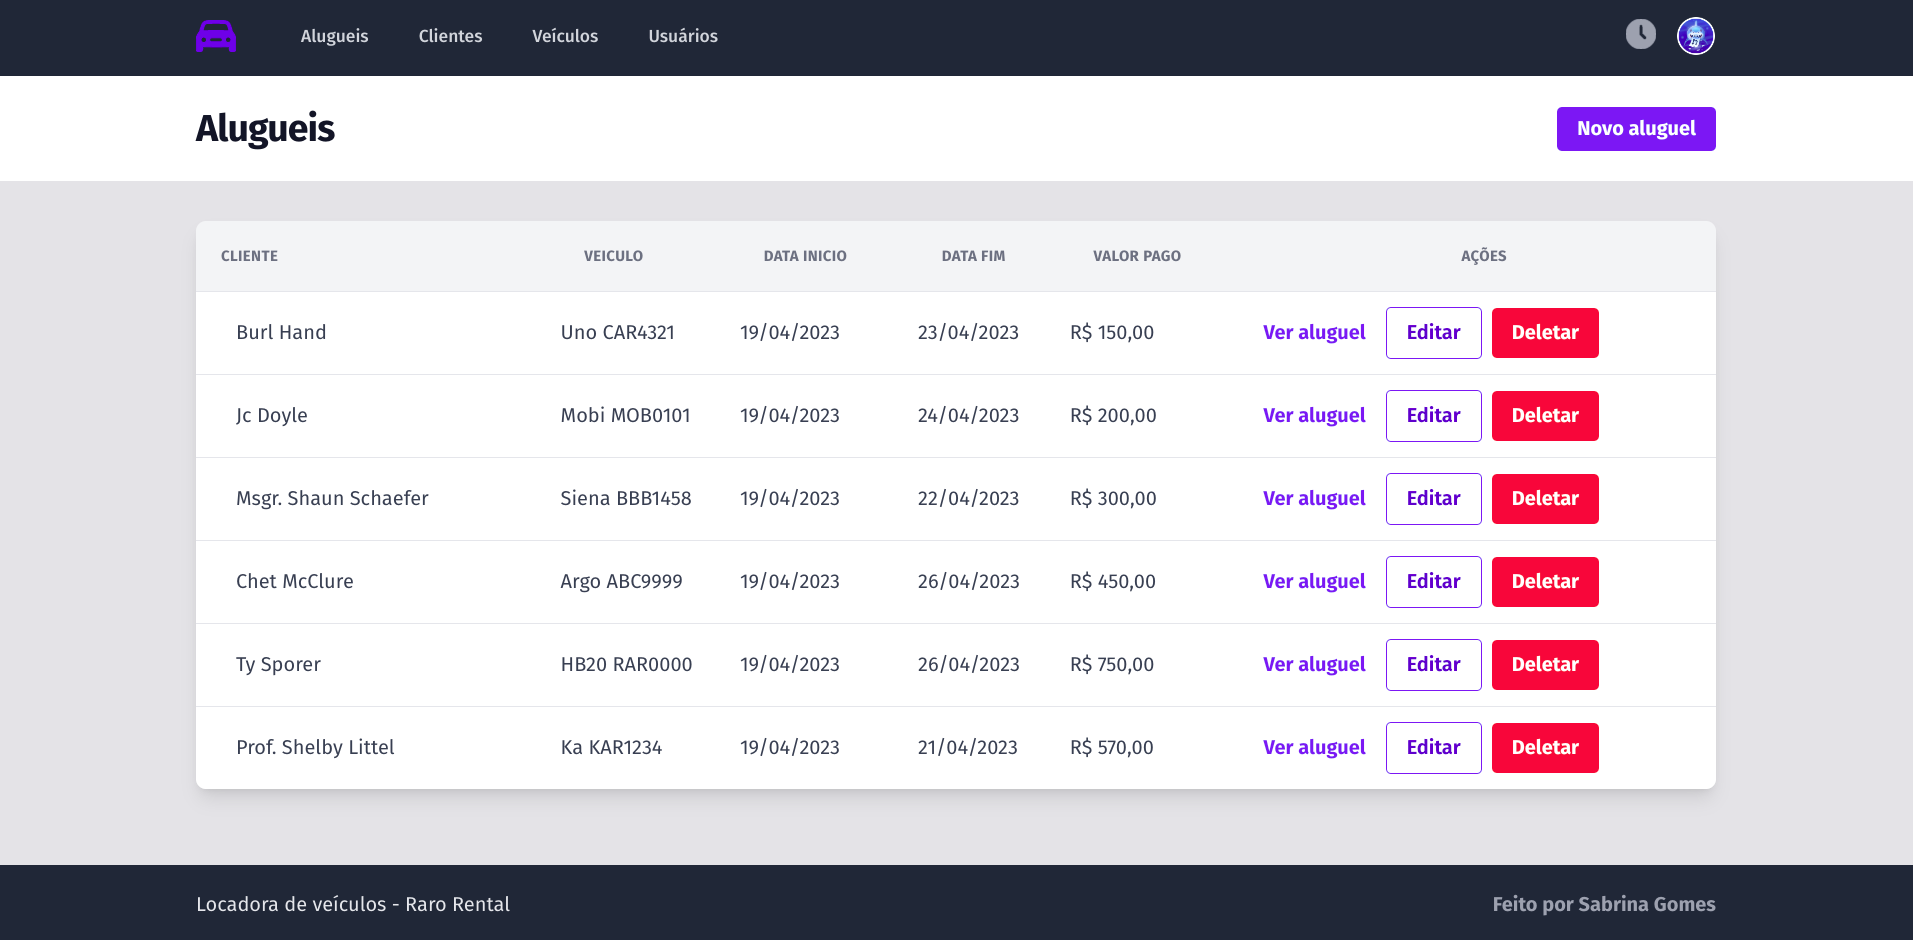 Alugueis Clientes Veículos Usuários
Alugueis Novo aluguel
CLIENTE VEICULO DATA INICIO DATA FIM VALOR PAGO AÇÕES
Burl Hand Uno CAR4321 19/04/2023 23/04/2023 R$ 150,00 Ver aluguel Editar Deletar
Jc Doyle Mobi MOB0101 19/04/2023 24/04/2023 R$ 200,00 Ver aluguel Editar Deletar
Msgr. Shaun Schaefer Siena BBB1458 19/04/2023 22/04/2023 R$ 300,00 Ver aluguel Editar Deletar
Chet McClure Argo ABC9999 19/04/2023 26/04/2023 R$ 450,00 Ver aluguel Editar Deletar
Ty Sporer HB20 RAR0000 19/04/2023 26/04/2023 R$ 750,00 Ver aluguel Editar Deletar
Prof. Shelby Littel Ka KAR1234 19/04/2023 21/04/2023 R$ 570,00 Ver aluguel Editar Deletar
Locadora de veículos - Raro Rental Feito por Sabrina Gomes